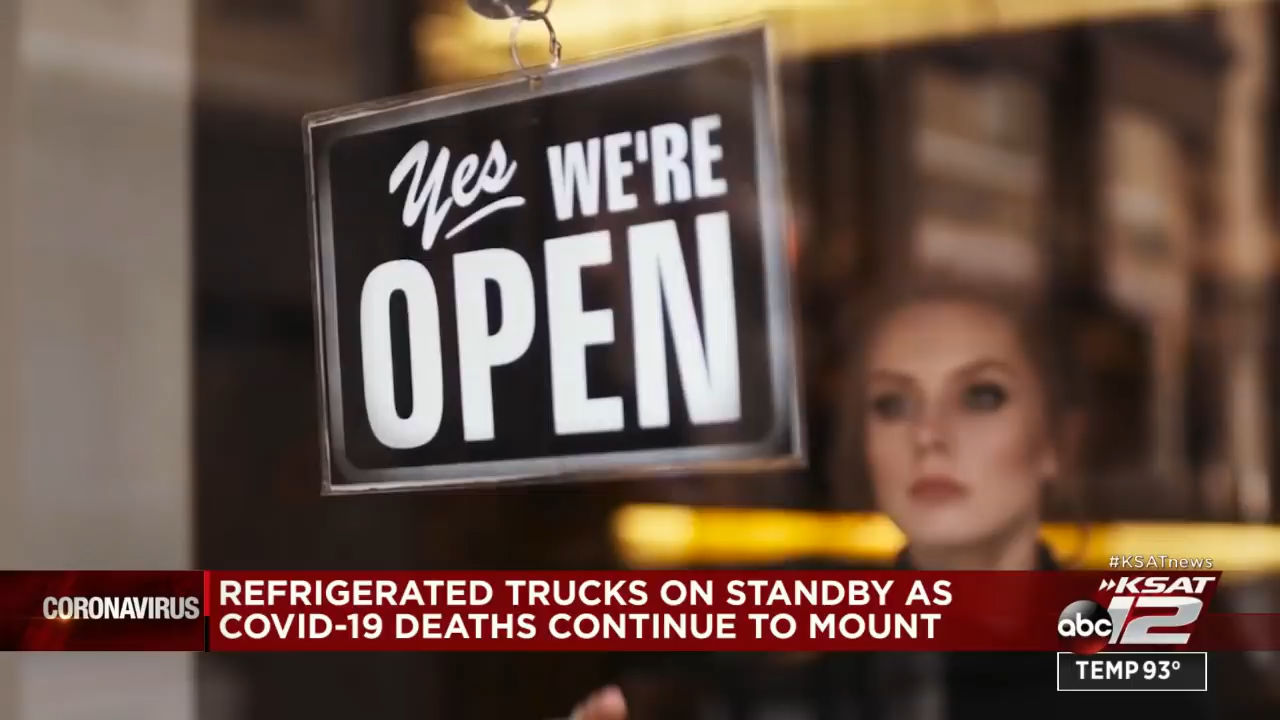 Yes WE'RE
OPEN
#KSATnews
CORONAVIRUS
REFRIGERATED TRUCKS ON STANDBY AS
COVID-19 DEATHS CONTINUE TO MOUNT
KSAT
abc 12
TEMP 93°